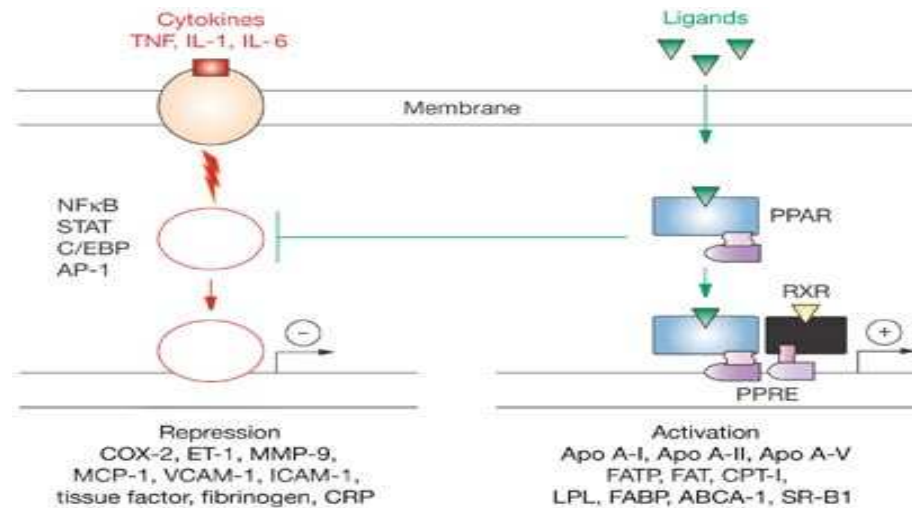 Cytokines
TNF, IL-1, IL-6
Ligands
Membrane
NFκB
STAT
C/EBP
AP-1
PPAR
RXR
−
+
PPRE
Repression
COX-2, ET-1, MMP-9,
MCP-1, VCAM-1, ICAM-1,
tissue factor, fibrinogen, CRP
Activation
Apo A-I, Apo A-II, Apo A-V
FATP, FAT, CPT-I,
LPL, FABP, ABCA-1, SR-B1